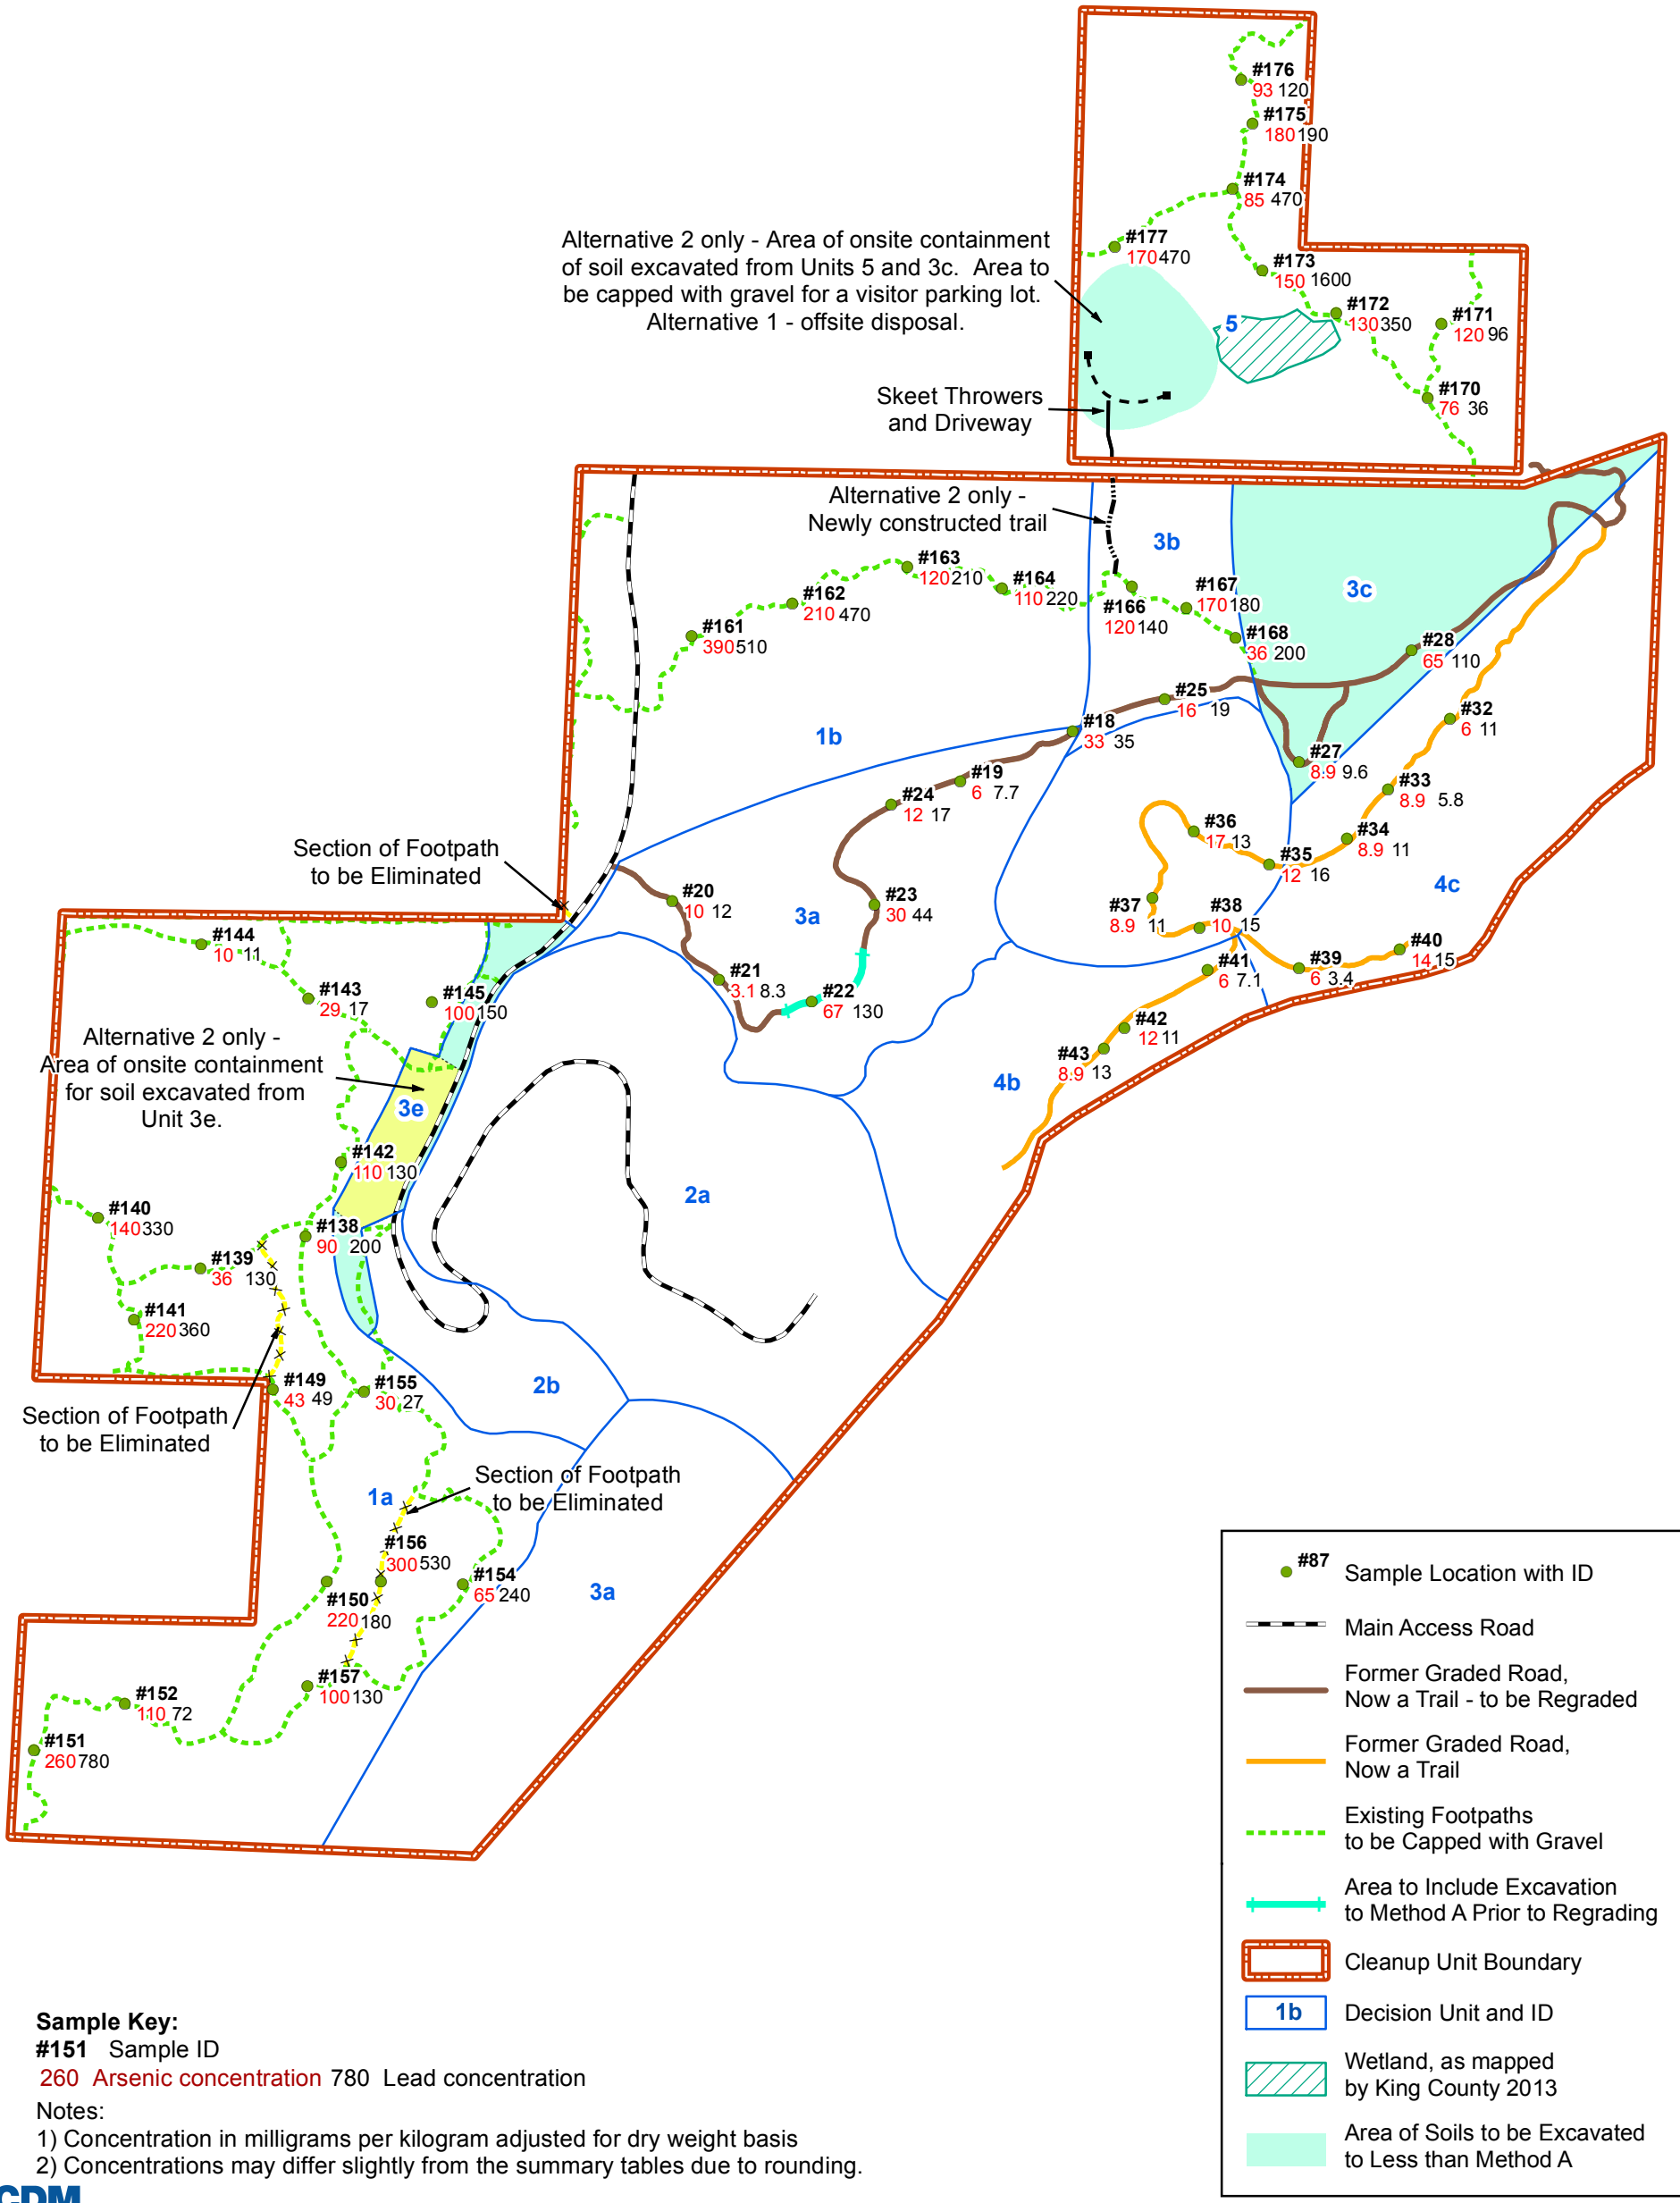 #176
93 120
#175
180 190
#174
85 470
Alternative 2 only - Area of onsite containment
of soil excavated from Units 5 and 3c. Area to
be capped with gravel for a visitor parking lot.
Alternative 1 - offsite disposal.
#177
170 470
#173
150 1600
#172
130 350
#171
120 96
5
#170
76 36
Skeet Throwers
and Driveway
Alternative 2 only -
Newly constructed trail
3b
3c
#163
120 210
#164
110 220
#162
210 470
#161
390 510
#166
120 140
#167
170 180
#168
36 200
#28
65 110
#25
16 19
#18
33 35
#32
6 11
1b
#27
8.9 9.6
#19
6 7.7
#24
12 17
#33
8.9 5.8
#36
17 13
#34
8.9 11
#35
12 16
4c
Section of Footpath
to be Eliminated
#20
10 12
3a
#23
30 44
#37
8.9 11
#38
10 15
#144
10 11
#40
14 15
#39
6 3.4
#41
6 7.1
#21
3.1 8.3
#22
67 130
#143
29 17
#145
100 150
#42
12 11
#43
8.9 13
4b
Alternative 2 only -
Area of onsite containment
for soil excavated from
Unit 3e.
3e
#142
110 130
2a
#140
140 330
#138
90 200
#139
36 130
#141
220 360
#149
43 49
#155
30 27
2b
Section of Footpath
to be Eliminated
Section of Footpath
to be Eliminated
1a
#156
300 530
#154
65 240
3a
#150
220 180
#157
100 130
#152
110 72
#151
260 780
#87 Sample Location with ID
Main Access Road
Former Graded Road,
Now a Trail - to be Regraded
Former Graded Road,
Now a Trail
Existing Footpaths
to be Capped with Gravel
Area to Include Excavation
to Method A Prior to Regrading
Cleanup Unit Boundary
1b Decision Unit and ID
Wetland, as mapped
by King County 2013
Area of Soils to be Excavated
to Less than Method A
Sample Key:
#151 Sample ID
260 Arsenic concentration 780 Lead concentration
Notes:
1) Concentration in milligrams per kilogram adjusted for dry weight basis
2) Concentrations may differ slightly from the summary tables due to rounding.
CDM